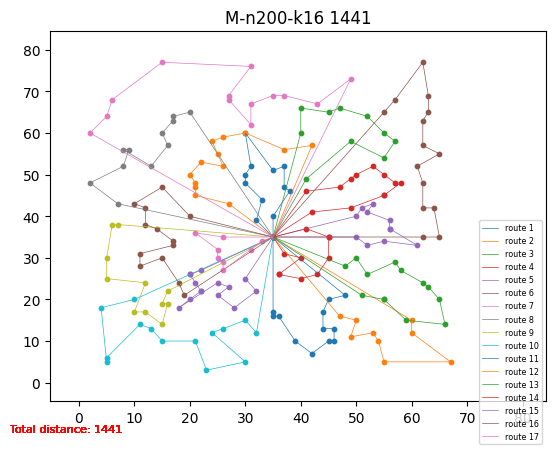 M-n200-k16 1441
80
70
60
50
40
30
20
10
0
0 10 20 30 40 50 60 70 80
route 1
route 2
route 3
route 4
route 5
route 6
route 7
route 8
route 9
route 10
route 11
route 12
route 13
route 14
route 15
route 16
route 17
Total distance: 1441